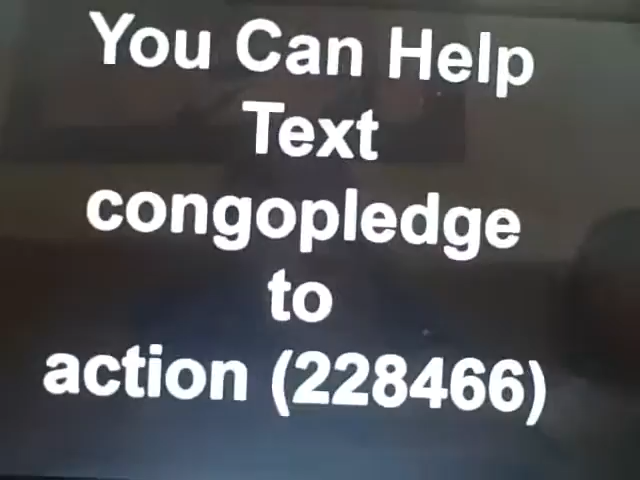 You Can Help
Text
congopledge
to
action (228466)